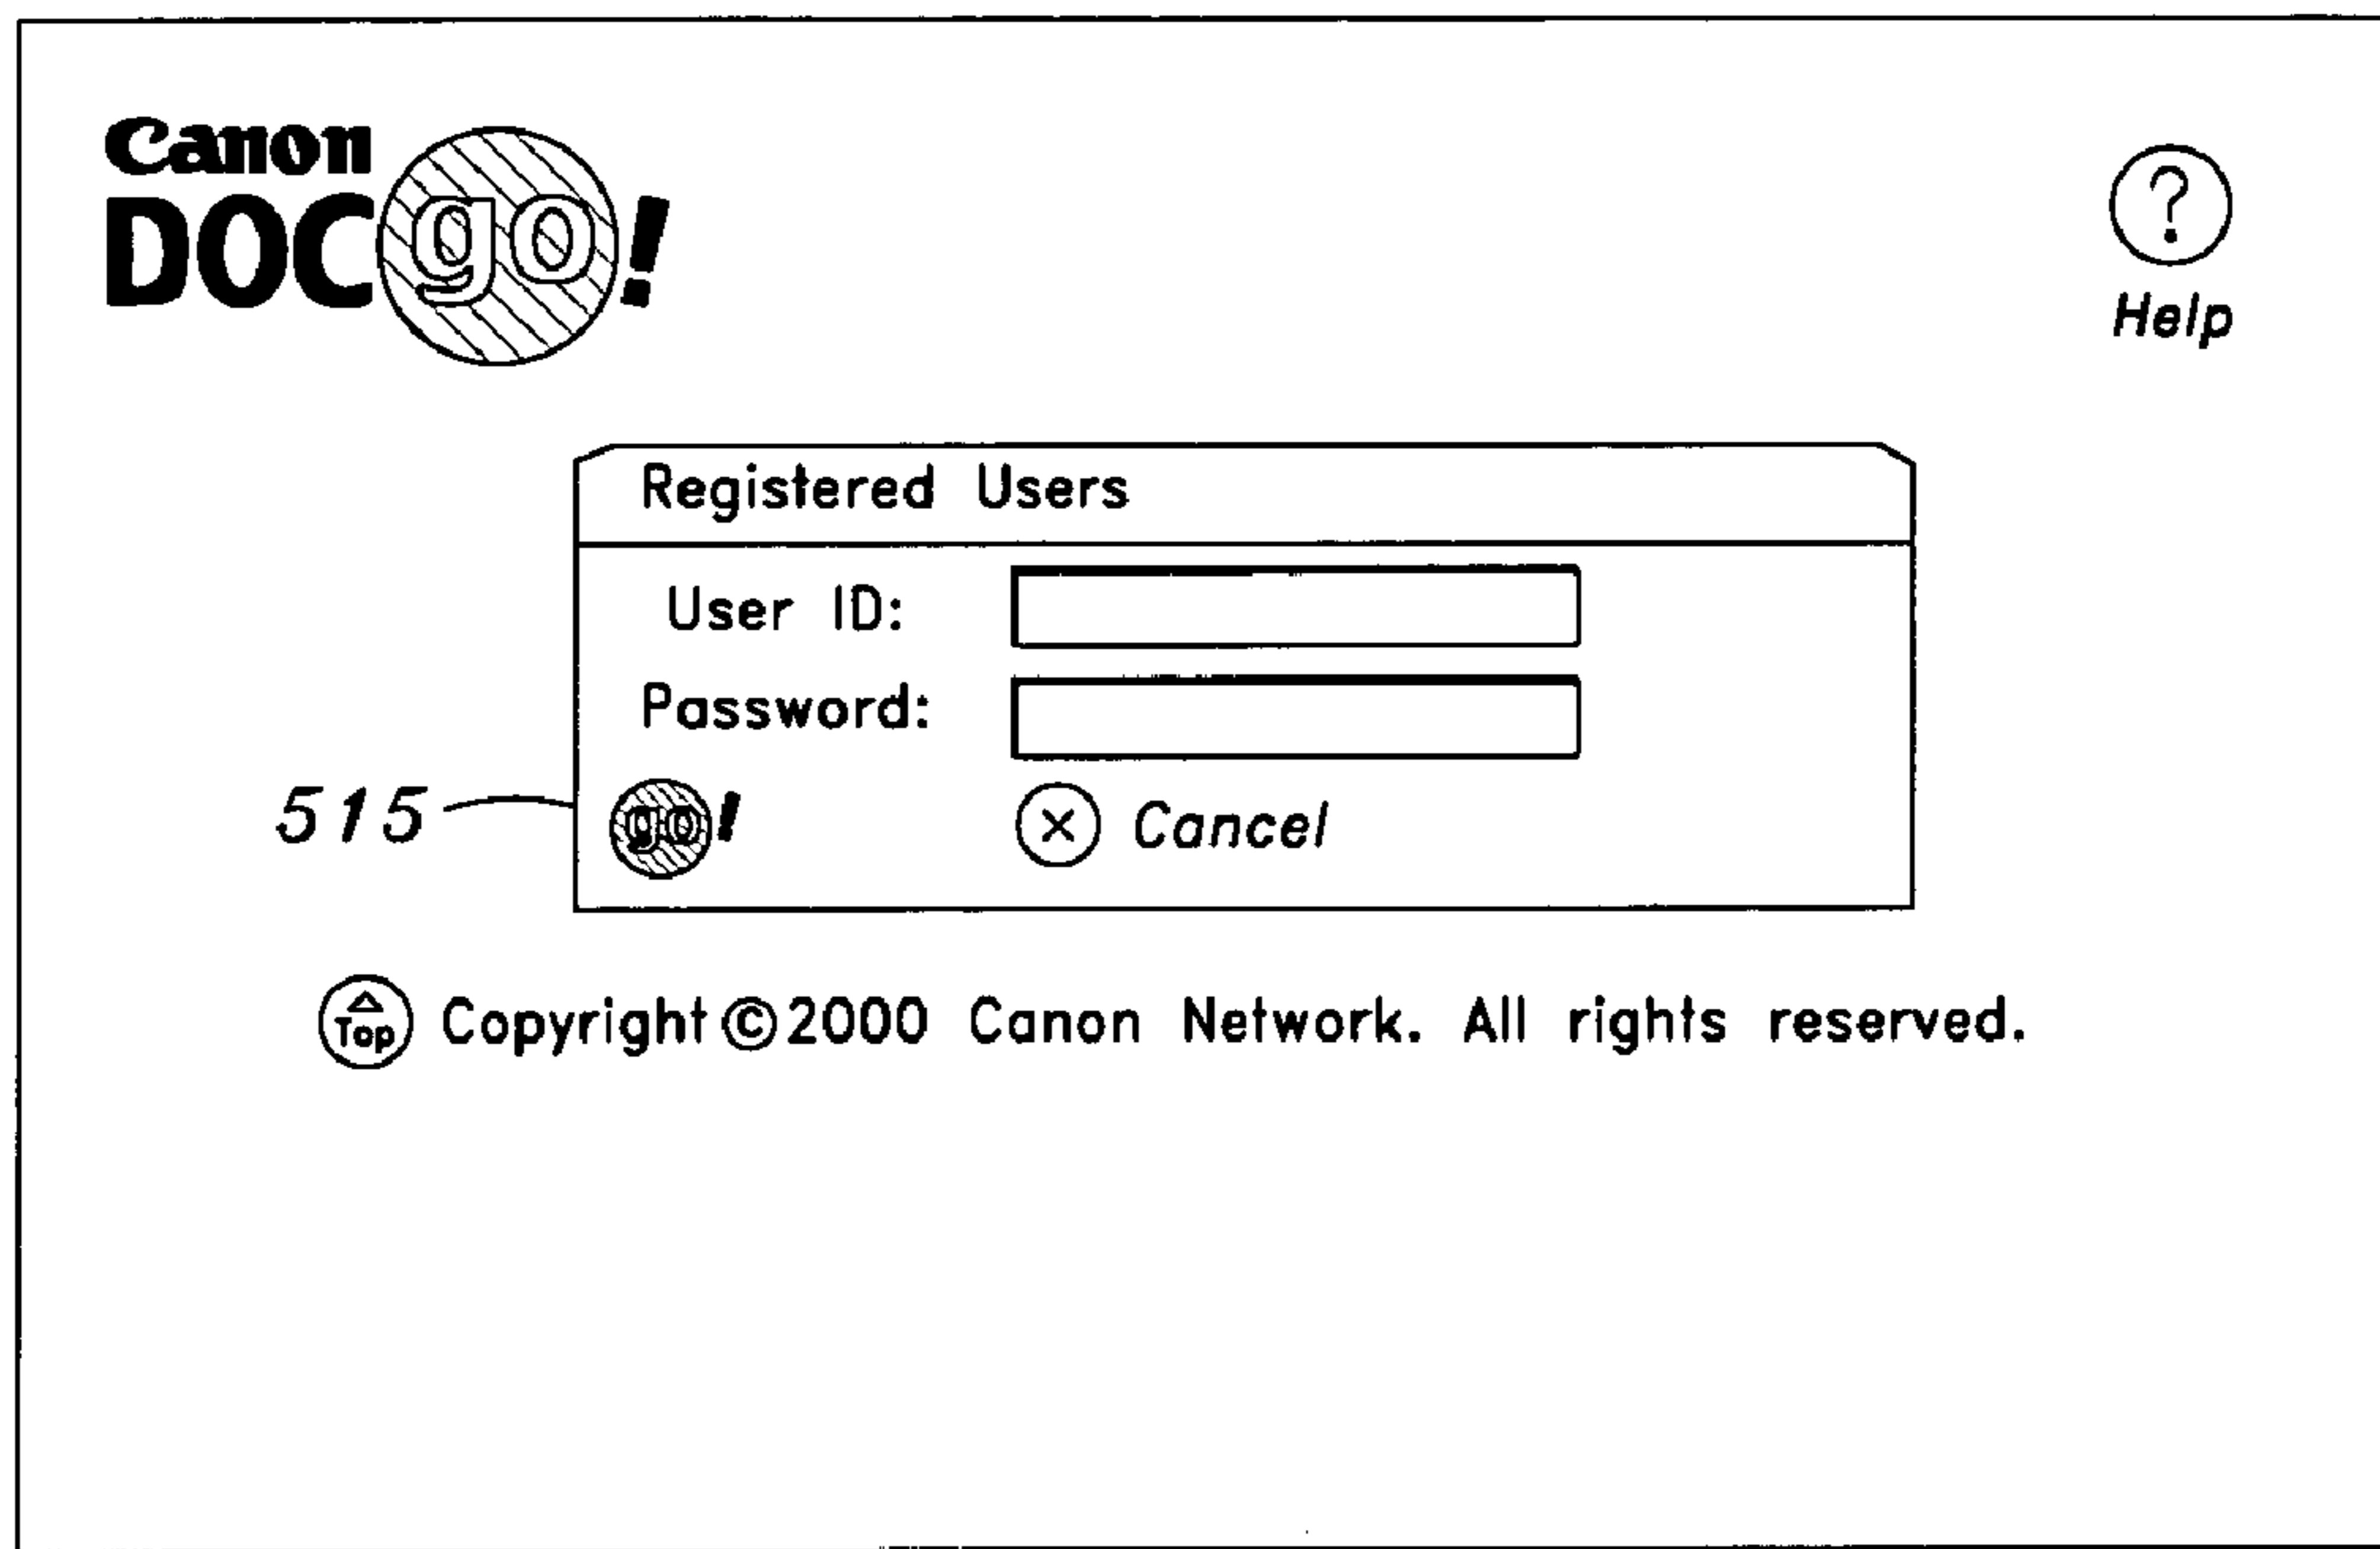 Canon
DOC go!
?
Help
Registered Users
User ID:
Password:
515
go!
Cancel
Top Copyright ©2000 Canon Network. All rights reserved.